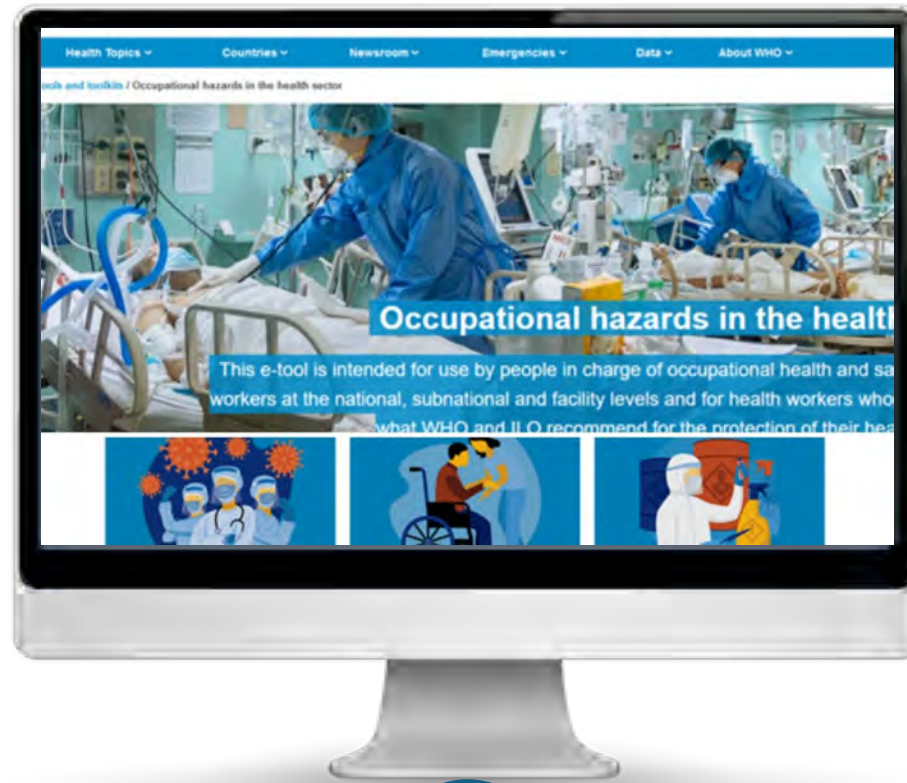 Health Topics Countries Newsroom Emergencies Data About WHO
ools and toolkits / Occupational hazards in the health sector
Occupational hazards in the healt
This e-tool is intended for use by people in charge of occupational health and sa
workers at the national, subnational and facility levels and for health workers who
what WHO and ILO recommend for the protection of their hea